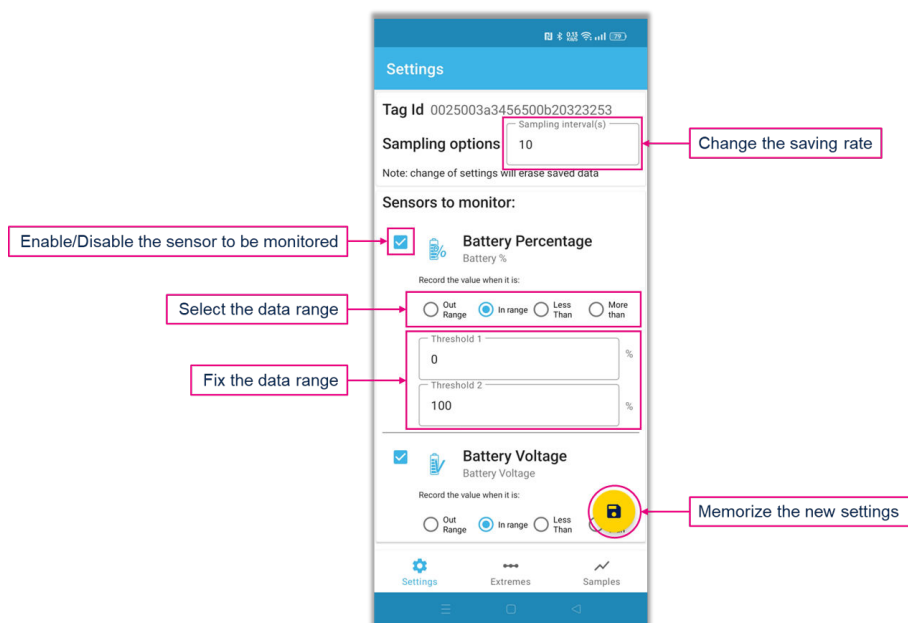 79
Settings
Tag Id 0025003a3456500b20323253
Sampling interval(s)
Sampling options 10
Change the saving rate
Note: change of settings will erase saved data
Sensors to monitor:
Enable/Disable the sensor to be monitored
Battery Percentage
Battery %
Record the value when it is:
Select the data range
Out Range In range Less Than More than
Threshold 1
0 %
Fix the data range
Threshold 2
100 %
Battery Voltage
Battery Voltage
Record the value when it is:
Memorize the new settings
Out Range In range Less Than
Settings Extremes Samples